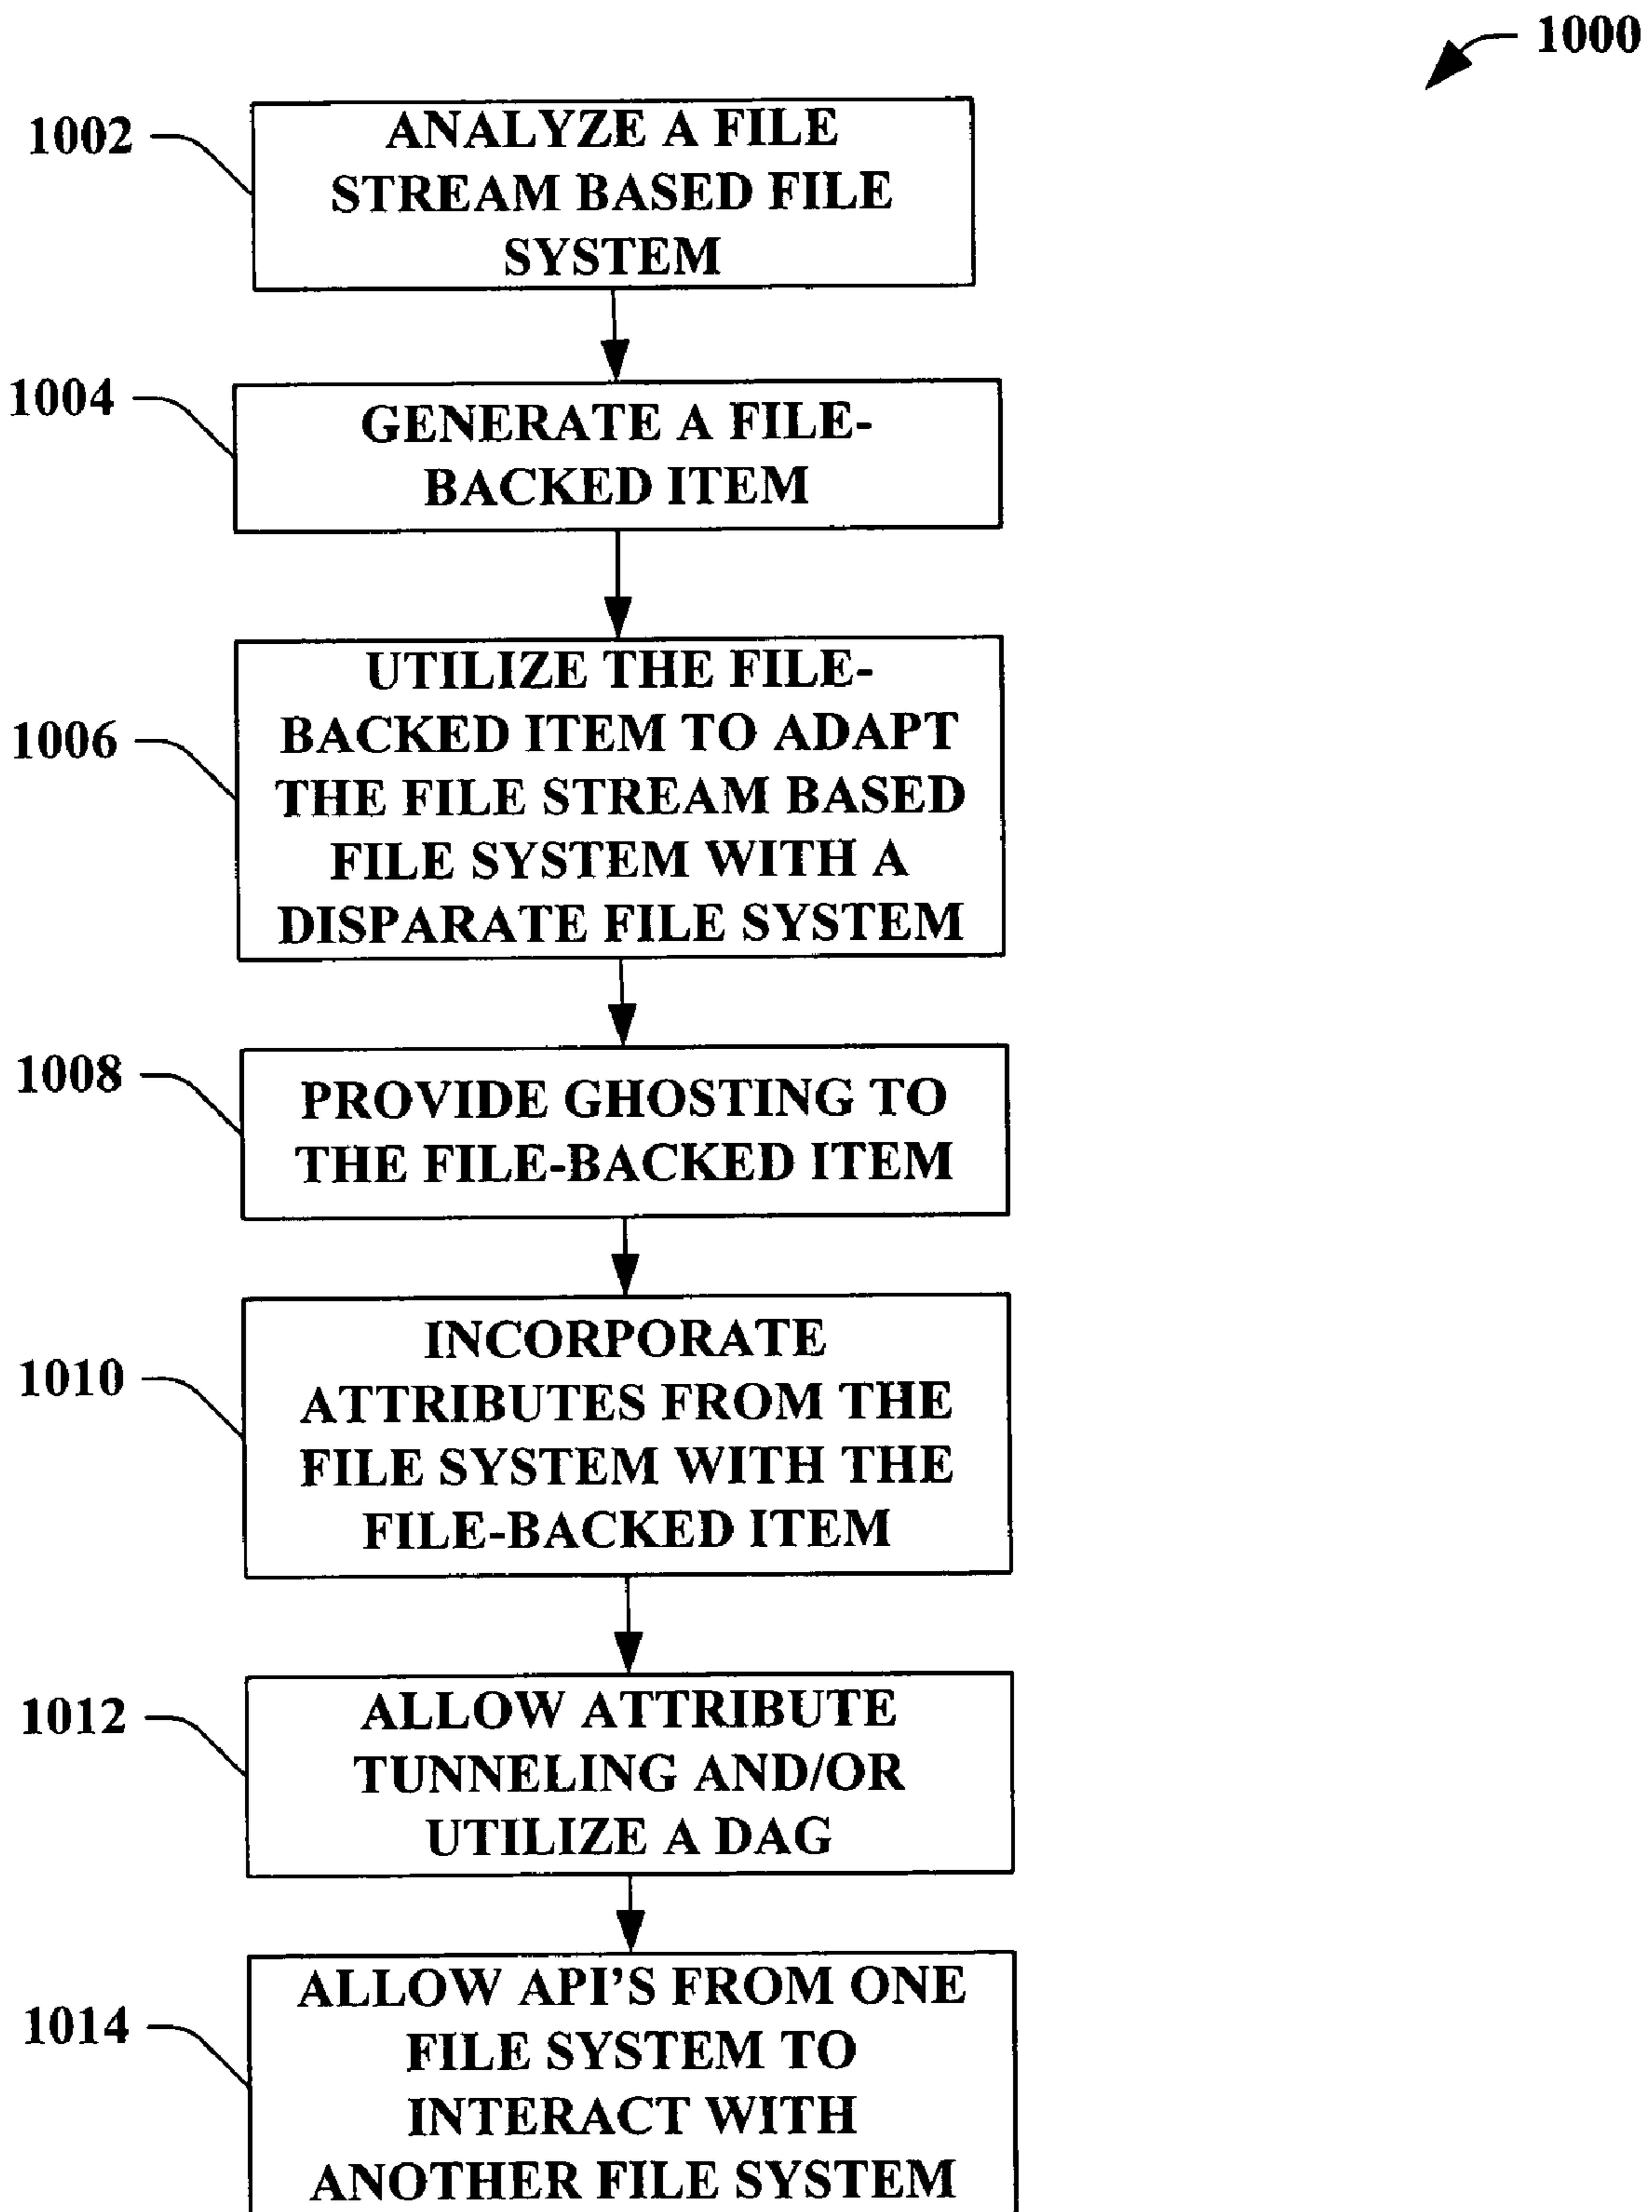 1000
1002
ANALYZE A FILE
STREAM BASED FILE
SYSTEM
1004
GENERATE A FILE-
BACKED ITEM
1006
UTILIZE THE FILE-
BACKED ITEM TO ADAPT
THE FILE STREAM BASED
FILE SYSTEM WITH A
DISPARATE FILE SYSTEM
1008
PROVIDE GHOSTING TO
THE FILE-BACKED ITEM
1010
INCORPORATE
ATTRIBUTES FROM THE
FILE SYSTEM WITH THE
FILE-BACKED ITEM
1012
ALLOW ATTRIBUTE
TUNNELING AND/OR
UTILIZE A DAG
1014
ALLOW API’S FROM ONE
FILE SYSTEM TO
INTERACT WITH
ANOTHER FILE SYSTEM